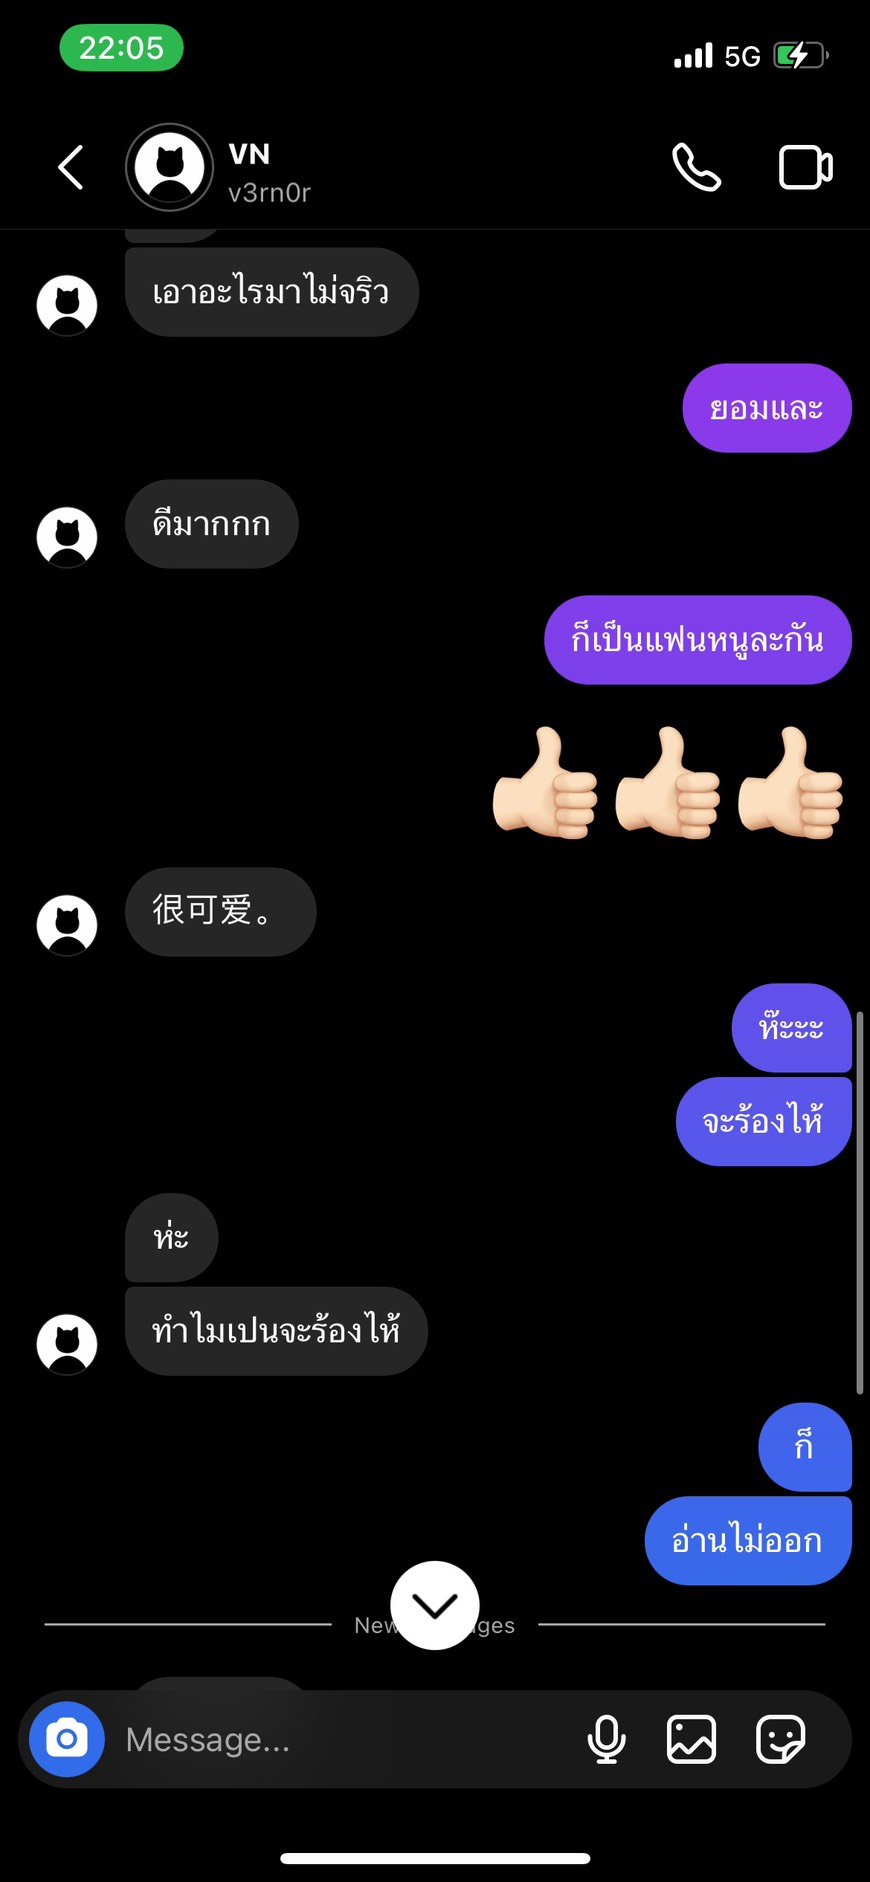 22:05
5G
VN
v3rn0r
เอาอะไรมาไม่จริว
ยอมและ
ดีมากกก
ก็เป็นแฟนหนูละกัน
👍🏻👍🏻👍🏻
很可爱。
ห๊ะะะะ
จะร้องไห้
ห่ะ
ทำไมเปนจะร้องไห้
ก็
อ่านไม่ออก
Message...